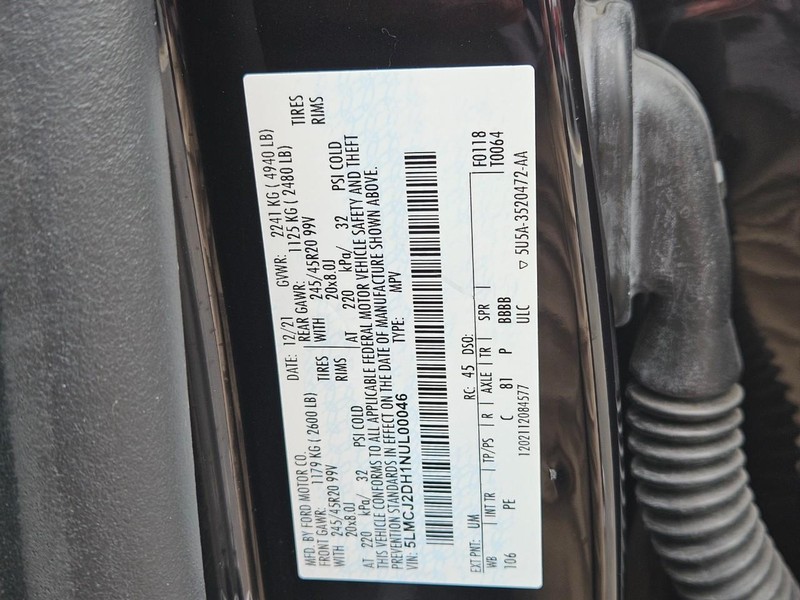 MFD. BY FORD MOTOR CO. DATE: 12/21 GVWR: 2241 KG ( 4940 LB)
FRONT GAWR: 1179 KG ( 2600 LB) REAR GAWR: 1125 KG ( 2480 LB)
WITH 245/45R20 99V TIRES WITH 245/45R20 99V TIRES
20x8.0J RIMS 20x8.0J RIMS
AT 220 kPa/ 32 PSI COLD AT 220 kPa/ 32 PSI COLD
THIS VEHICLE CONFORMS TO ALL APPLICABLE FEDERAL MOTOR VEHICLE SAFETY AND THEFT
PREVENTION STANDARDS IN EFFECT ON THE DATE OF MANUFACTURE SHOWN ABOVE.
VIN: 5LMCJ2DH1NUL00046 TYPE: MPV
EXT PNT: UM RC: 45 DSO: F0118
WB INT TR TP/PS R AXLE TR SPR T0064
106 PE C 81 P BBBB
1202112084577 ULC ▽ 5U5A-3520472-AA